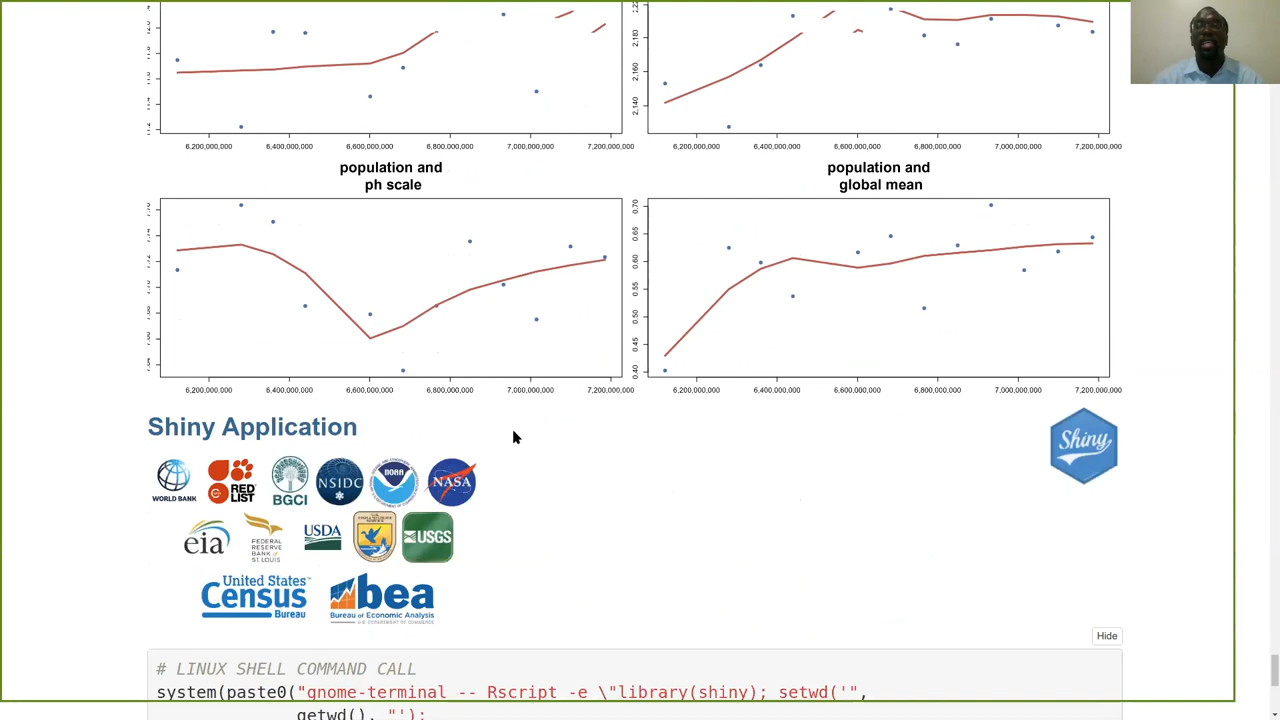 2,180
2,160
2,140
6,200,000,000 6,400,000,000 6,600,000,000 6,800,000,000 7,000,000,000 7,200,000,000
6,200,000,000 6,400,000,000 6,600,000,000 6,800,000,000 7,000,000,000 7,200,000,000
population and
ph scale
population and
global mean
0.70
0.65
0.60
0.55
0.50
0.45
0.40
6,200,000,000 6,400,000,000 6,600,000,000 6,800,000,000 7,000,000,000 7,200,000,000
6,200,000,000 6,400,000,000 6,600,000,000 6,800,000,000 7,000,000,000 7,200,000,000
Shiny Application
Shiny
WORLD BANK
RED
LIST
BGCI
NSIDC
NOAA
NASA
eia
FEDERAL
RESERVE
BANK of
ST. LOUIS
USDA
USGS
United States™
Census
Bureau
bea
Bureau of Economic Analysis
U.S. DEPARTMENT OF COMMERCE
Hide
# LINUX SHELL COMMAND CALL
system(paste0("gnome-terminal -- Rscript -e \"library(shiny); setwd('",
getwd(), "');